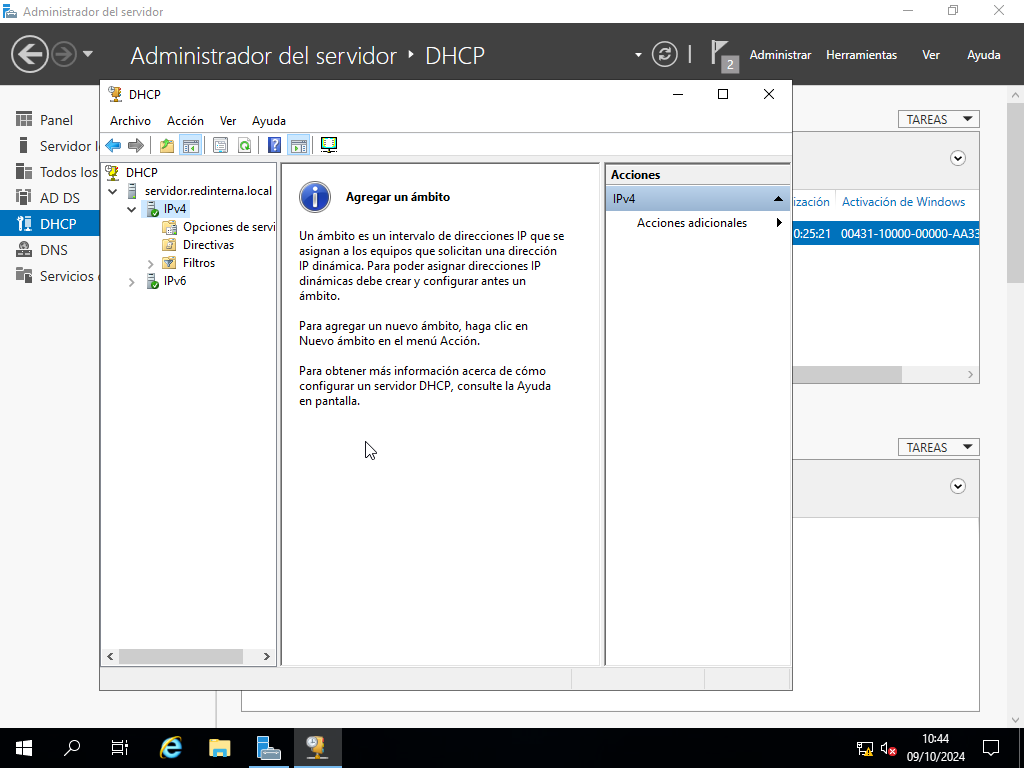 Administrador del servidor
Administrador del servidor ‣ DHCP
2
Administrar
Herramientas
Ver
Ayuda
Panel
Servidor l
Todos los
AD DS
DHCP
DNS
Servicios
TAREAS
ización
Activación de Windows
0:25:21
00431-10000-00000-AA33
TAREAS
DHCP
Archivo
Acción
Ver
Ayuda
DHCP
servidor.redinterna.local
IPv4
Opciones de servi
Directivas
Filtros
IPv6
Agregar un ámbito
Un ámbito es un intervalo de direcciones IP que se
asignan a los equipos que solicitan una dirección
IP dinámica. Para poder asignar direcciones IP
dinámicas debe crear y configurar antes un
ámbito.
Para agregar un nuevo ámbito, haga clic en
Nuevo ámbito en el menú Acción.
Para obtener más información acerca de cómo
configurar un servidor DHCP, consulte la Ayuda
en pantalla.
Acciones
IPv4
Acciones adicionales
10:44
09/10/2024